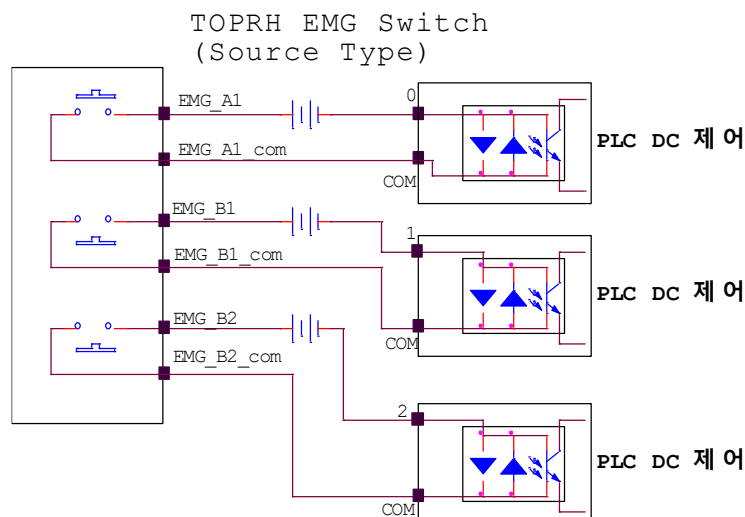 TOPRH EMG Switch
(Source Type)
EMG_A1
0
PLC DC 제어
EMG_A1_com
COM
EMG_B1
1
EMG_B1_com
PLC DC 제어
EMG_B2
COM
EMG_B2_com
2
PLC DC 제어
COM